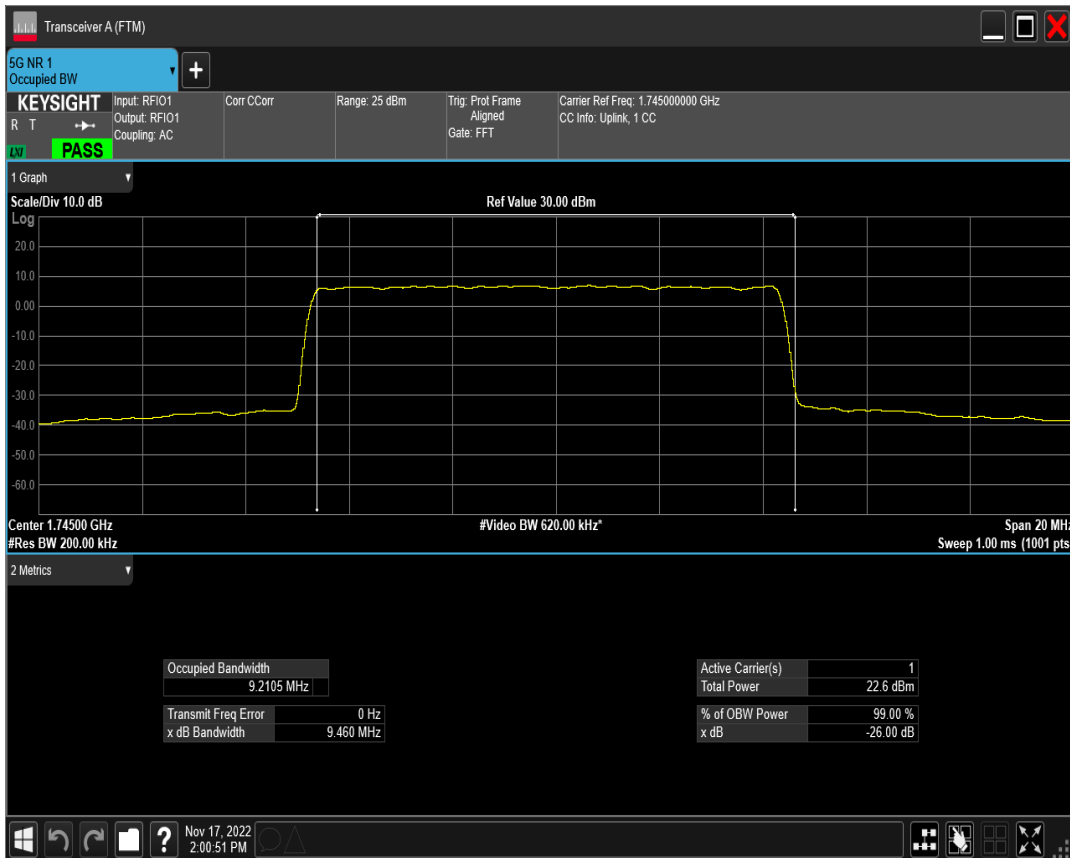 Transceiver A (FTM)
5G NR 1
Occupied BW
+
KEYSIGHT
R T
LXI
PASS
Input: RFIO1
Output: RFIO1
Coupling: AC
Corr CCorr
Range: 25 dBm
Trig: Prot Frame
Aligned
Gate: FFT
Carrier Ref Freq: 1.745000000 GHz
CC Info: Uplink, 1 CC
1 Graph
Scale/Div 10.0 dB
Ref Value 30.00 dBm
Log
20.0
10.0
0.00
-10.0
-20.0
-30.0
-40.0
-50.0
-60.0
Center 1.74500 GHz
#Video BW 620.00 kHz*
Span 20 MHz
#Res BW 200.00 kHz
Sweep 1.00 ms (1001 pts
2 Metrics
Occupied Bandwidth
9.2105 MHz
Transmit Freq Error 0 Hz
x dB Bandwidth 9.460 MHz
Active Carrier(s) 1
Total Power 22.6 dBm
% of OBW Power 99.00 %
x dB -26.00 dB
?
Nov 17, 2022
2:00:51 PM